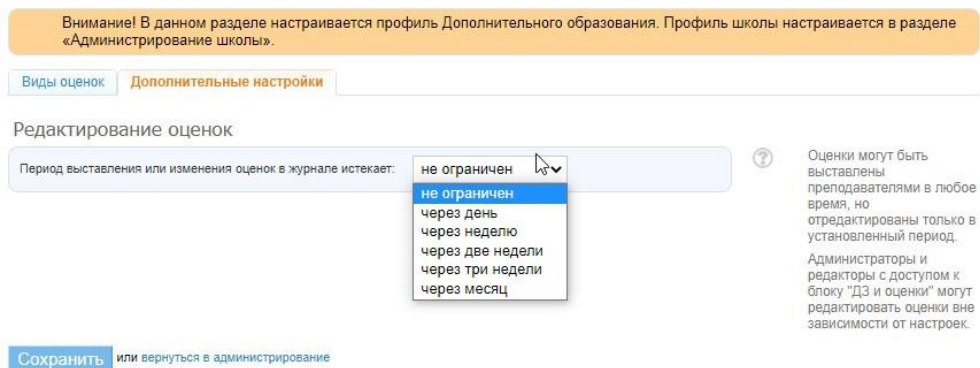 Внимание! В данном разделе настраивается профиль Дополнительного образования. Профиль школы настраивается в разделе
«Администрирование школы».
Виды оценок
Дополнительные настройки
Редактирование оценок
Период выставления или изменения оценок в журнале истекает:
не ограничен
не ограничен
через день
через неделю
через две недели
через три недели
через месяц
?
Оценки могут быть
выставлены
преподавателями в любое
время, но
отредактированы только в
установленный период.
Администраторы и
редакторы с доступом к
блоку "ДЗ и оценки" могут
редактировать оценки вне
зависимости от настроек.
Сохранить или вернуться в администрирование